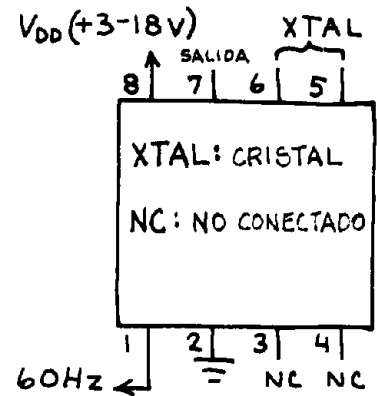 VDD (+3-18V)
XTAL
SALIDA
8 7 6 5
XTAL: CRISTAL
NC: NO CONECTADO
1 2 3 4
60Hz
NC NC